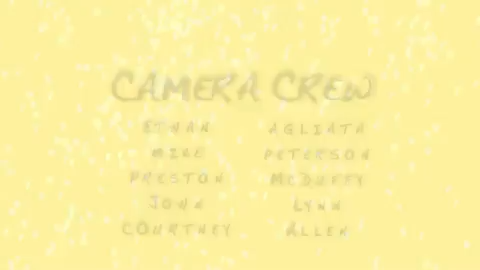 CAMERA CREW
ETHAN AGLIATA
MIKE PETERSON
PRESTON MCDUFFY
JOHN LYNN
COURTNEY ALLEN